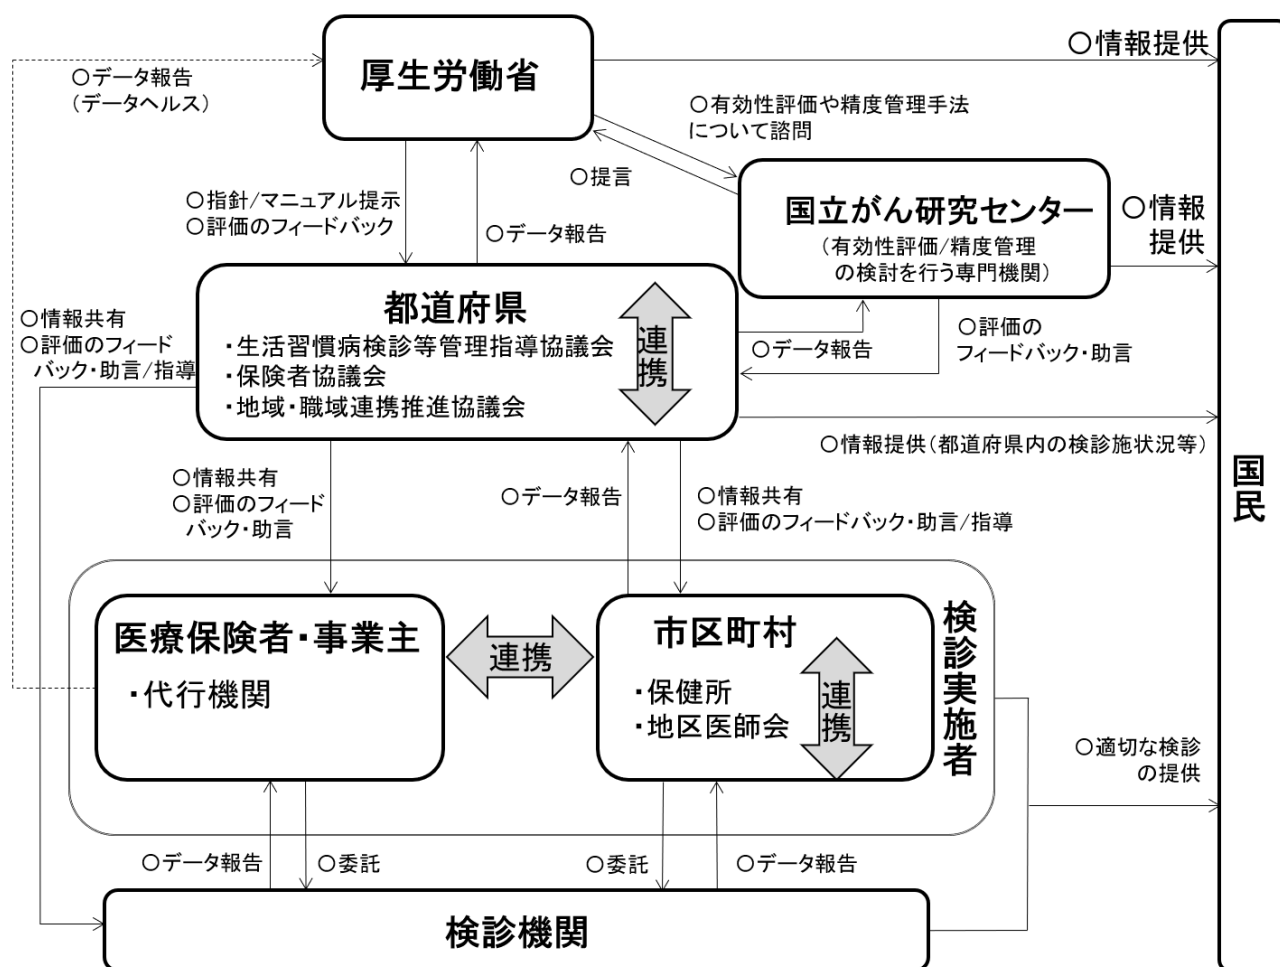 厚生労働省
○情報提供
○データ報告
（データヘルス）
○有効性評価や精度管理手法
について諮問
○提言
○指針/マニュアル提示
○評価のフィードバック
○データ報告
国立がん研究センター
（有効性評価/精度管理
の検討を行う専門機関）
○情報
提供
都道府県
・生活習慣病検診等管理指導協議会
・保険者協議会
・地域・職域連携推進協議会
連携
○情報共有
○評価のフィード
バック・助言/指導
○データ報告
○評価の
フィードバック・助言
○情報提供（都道府県内の検診施状況等）
国民
○情報共有
○評価のフィード
バック・助言
○データ報告
○情報共有
○評価のフィードバック・助言/指導
医療保険者・事業主
・代行機関
連携
市区町村
・保健所
・地区医師会
連携
検診実施者
○適切な検診
の提供
○データ報告
○委託
○委託
○データ報告
検診機関